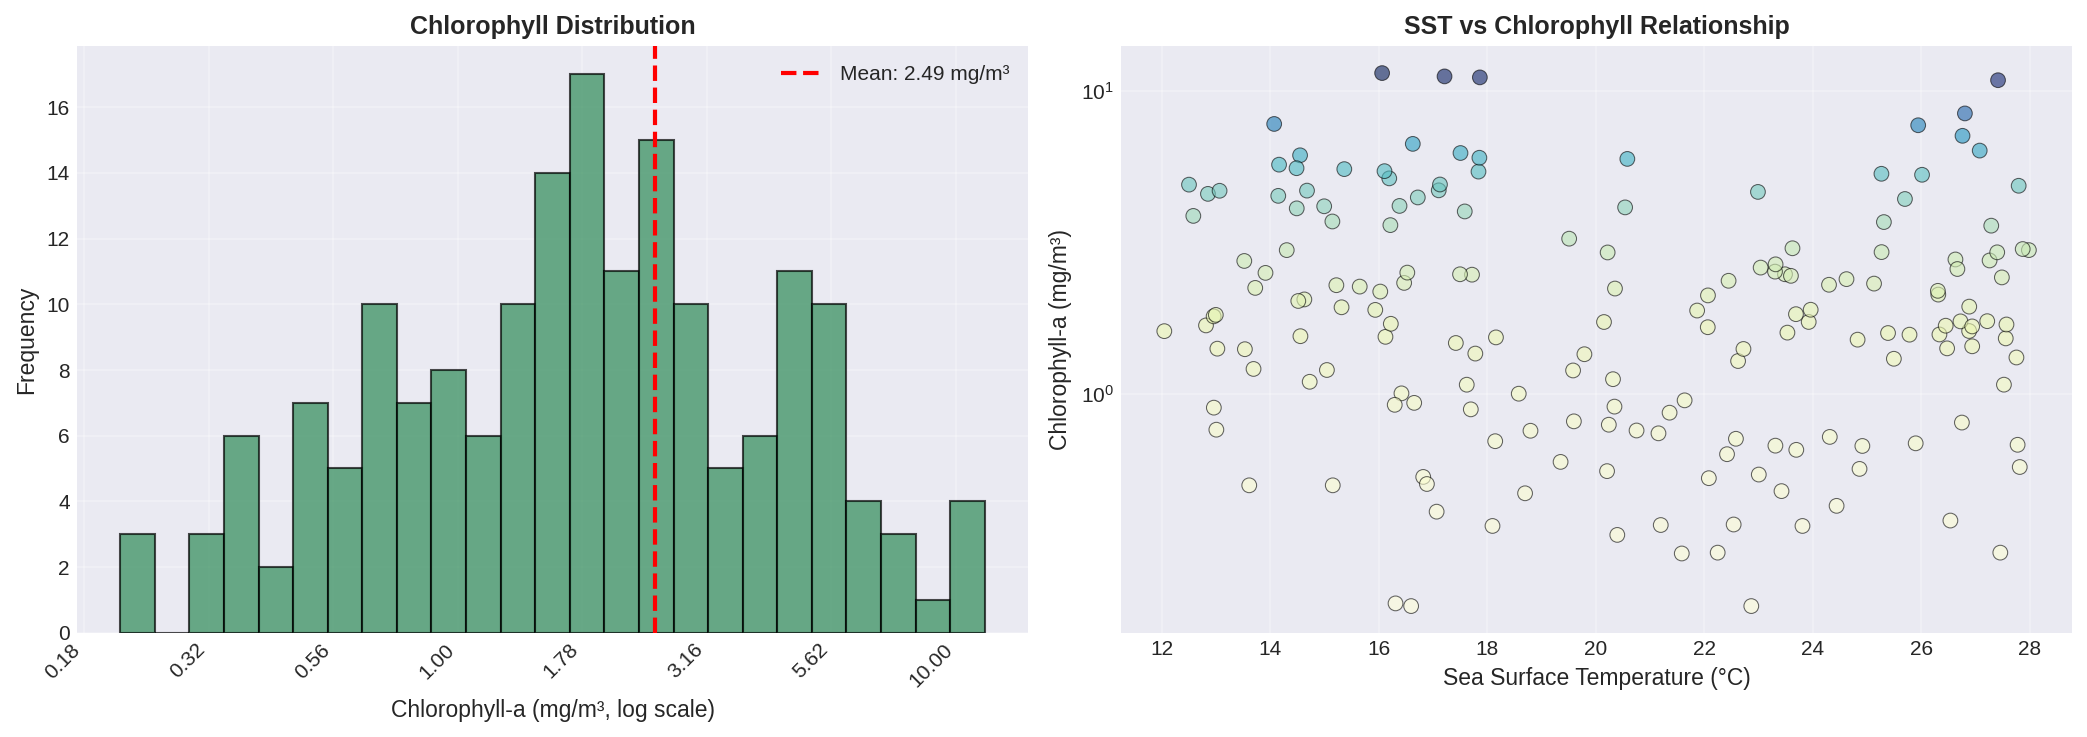 Chlorophyll Distribution
Mean: 2.49 mg/m³
Frequency
16
14
12
10
8
6
4
2
0
0.18 0.32 0.56 1.00 1.78 3.16 5.62 10.00
Chlorophyll-a (mg/m³, log scale)
SST vs Chlorophyll Relationship
Chlorophyll-a (mg/m³)
10¹
10⁰
12 14 16 18 20 22 24 26 28
Sea Surface Temperature (°C)